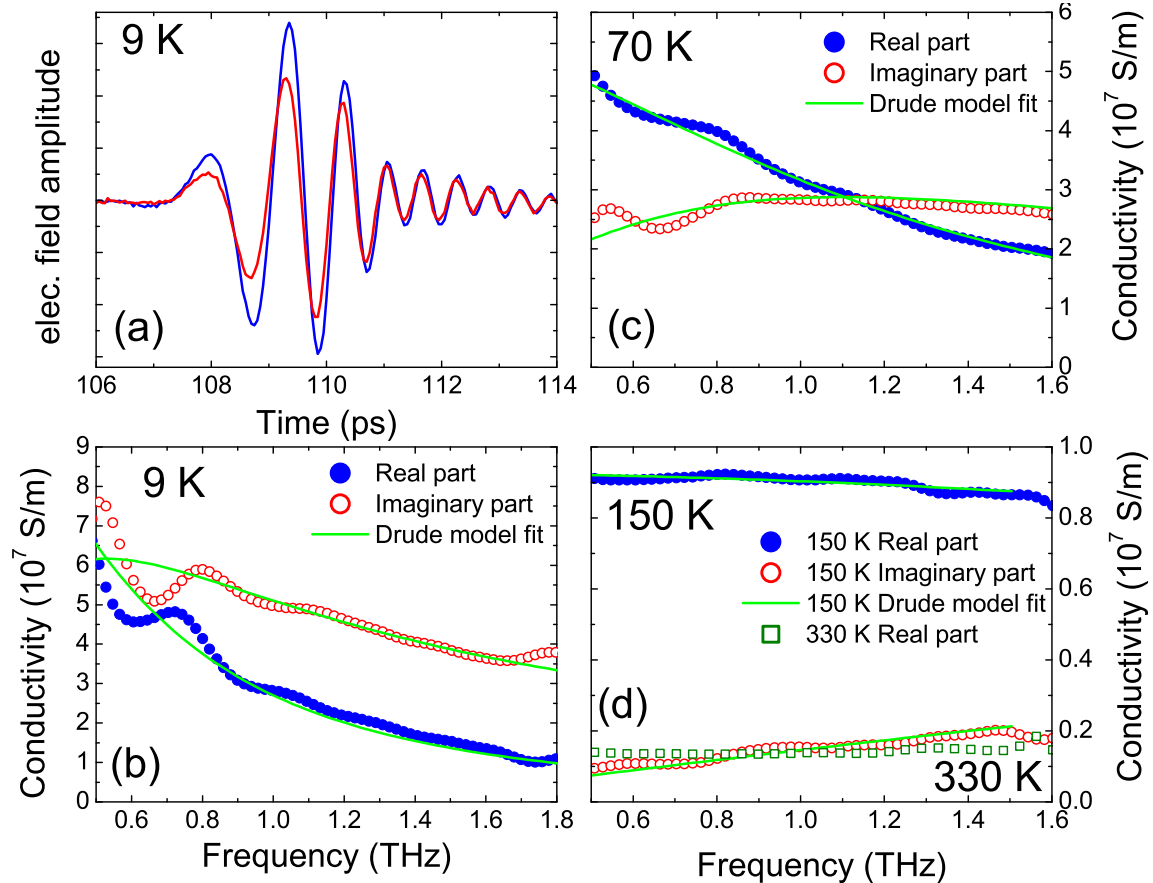 9 K
elec. field amplitude
(a)
106 108 110 112 114
Time (ps)
70 K
Real part
Imaginary part
Drude model fit
(c)
6
5
4
3
2
1
0
Conductivity (10⁷ S/m)
0.6 0.8 1.0 1.2 1.4 1.6
9
8
7
6
5
4
3
2
1
0
Conductivity (10⁷ S/m)
9 K
Real part
Imaginary part
Drude model fit
(b)
0.6 0.8 1.0 1.2 1.4 1.6 1.8
Frequency (THz)
150 K
150 K Real part
150 K Imaginary part
150 K Drude model fit
330 K Real part
(d)
330 K
1.0
0.8
0.6
0.4
0.2
0.0
Conductivity (10⁷ S/m)
0.6 0.8 1.0 1.2 1.4 1.6
Frequency (THz)